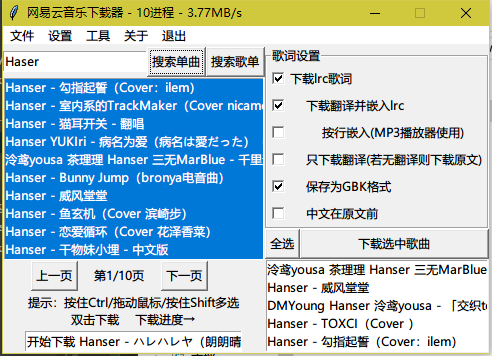 网易云音乐下载器 - 10进程 - 3.77MB/s
文件 设置 工具 关于 退出
Haser
搜索单曲
搜索歌单
Hanser - 勾指起誓（Cover：ilem）
Hanser - 室内系的TrackMaker（Cover nicamo
Hanser - 猫耳开关 - 翻唱
Hanser YUKIri - 病名为爱（病名は愛だった）
泠鸢yousa 茶理理 Hanser 三无MarBlue - 千里
Hanser - Bunny Jump（bronya电音曲）
Hanser - 威风堂堂
Hanser - 鱼玄机（Cover 滨崎步）
Hanser - 恋爱循环（Cover 花泽香菜）
Hanser - 干物妹小埋 - 中文版
上一页 第1/10页 下一页
提示：按住Ctrl/拖动鼠标/按住Shift多选
双击下载 下载进度→
开始下载 Hanser - ハレハレヤ（朗朗晴
歌词设置
下载lrc歌词
下载翻译并嵌入lrc
按行嵌入(MP3播放器使用)
只下载翻译(若无翻译则下载原文)
保存为GBK格式
中文在原文前
全选
下载选中歌曲
泠鸢yousa 茶理理 Hanser 三无MarBlue
Hanser - 威风堂堂
DMYoung Hanser 泠鸢yousa - 「交织t
Hanser - TOXCI（Cover ）
Hanser - 勾指起誓（Cover：ilem）